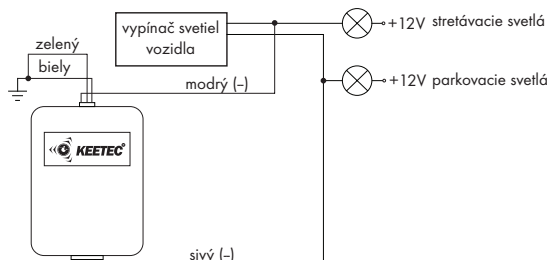 vypínač svetiel
vozidla
+12V stretávacie svetlá
zelený
biely
modrý (–)
+12V parkovacie svetlá
KEETEC®
sivý (–)